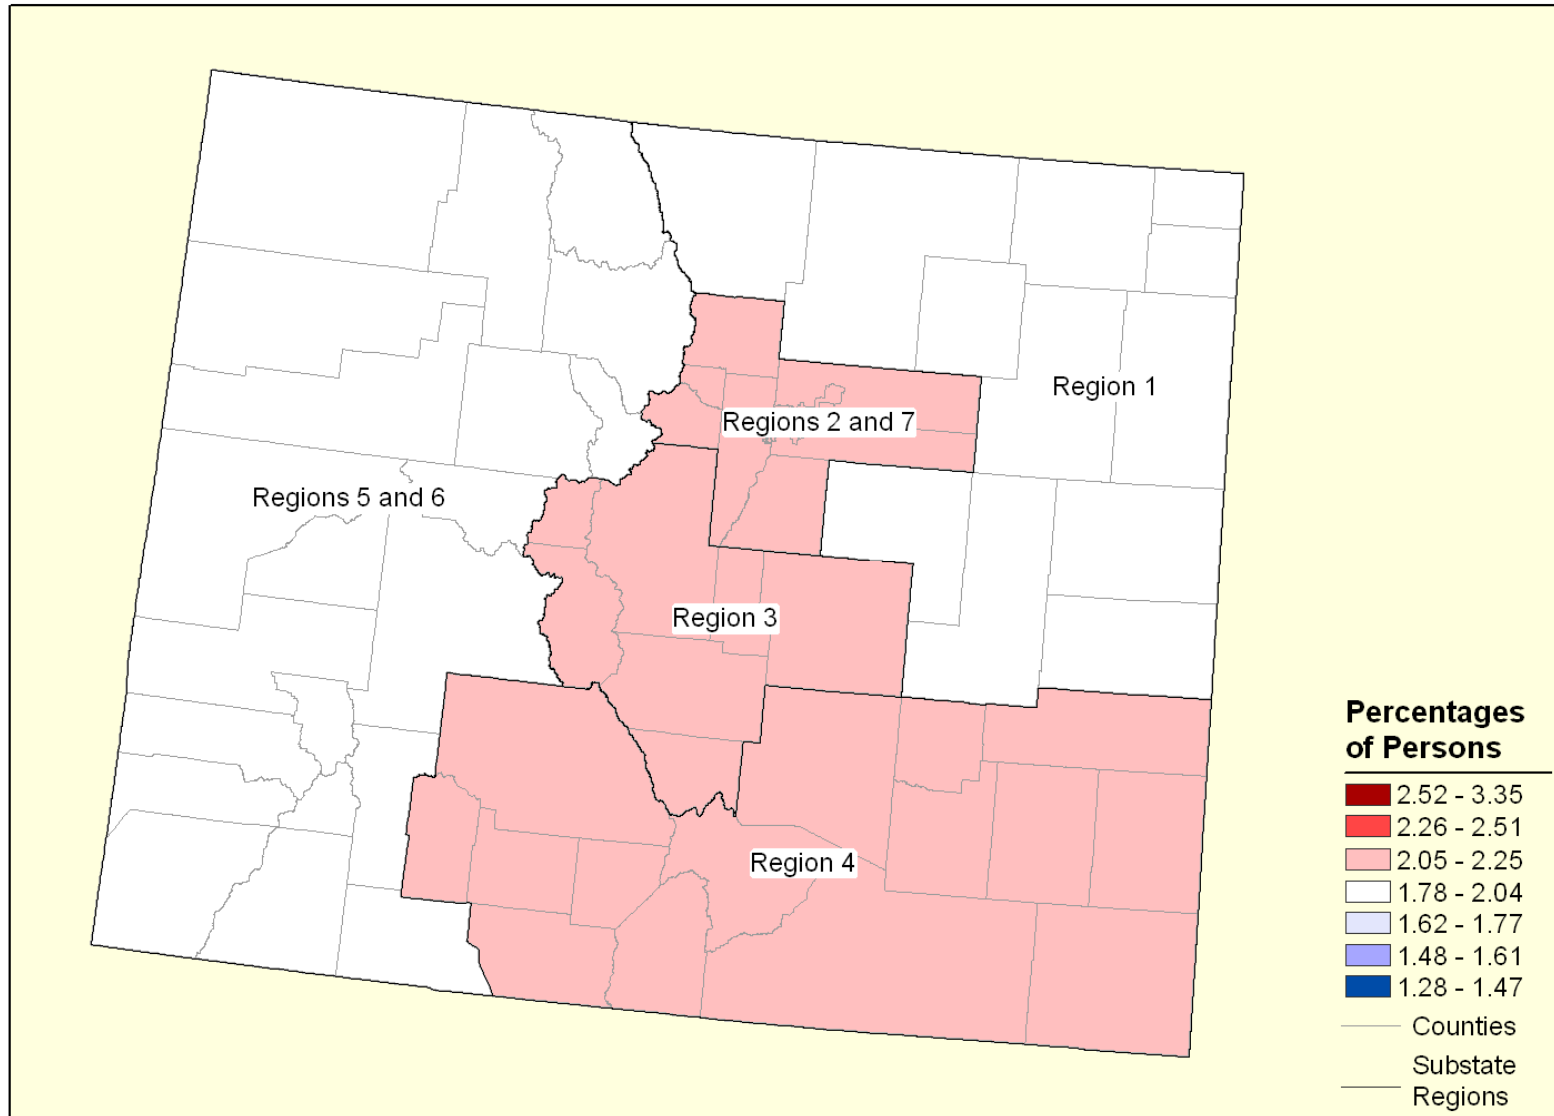 Region 1
Regions 2 and 7
Regions 5 and 6
Region 3
Region 4
Percentages
of Persons
2.52 - 3.35
2.26 - 2.51
2.05 - 2.25
1.78 - 2.04
1.62 - 1.77
1.48 - 1.61
1.28 - 1.47
Counties
Substate
Regions